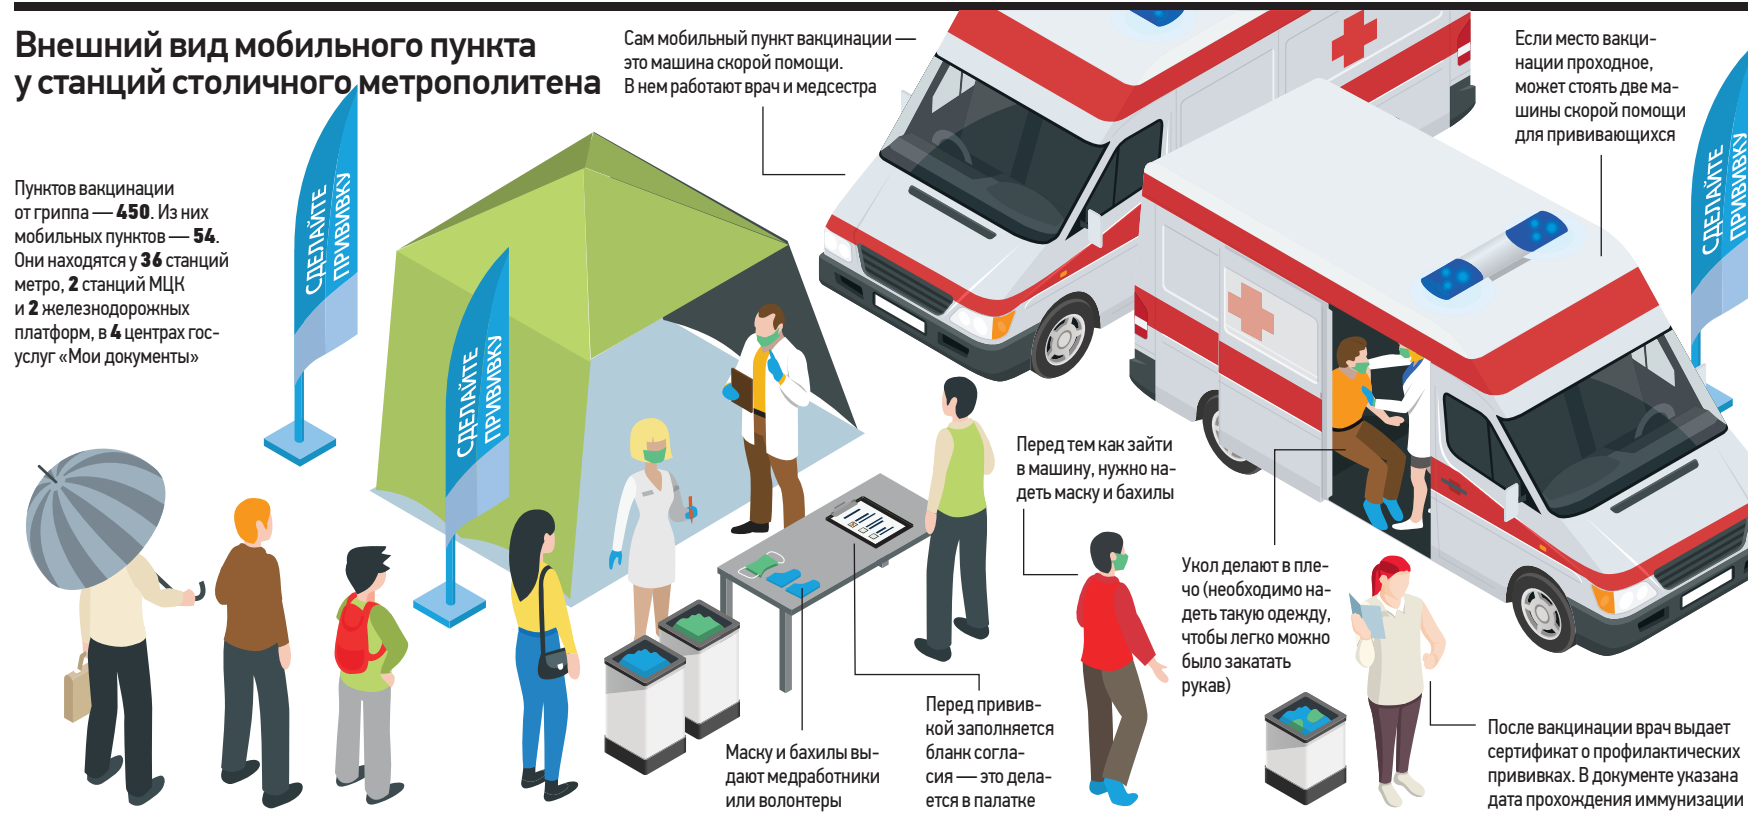 Внешний вид мобильного пункта
у станций столичного метрополитена
Пунктов вакцинации
от гриппа — 450. Из них
мобильных пунктов — 54.
Они находятся у 36 станций
метро, 2 станций МЦК
и 2 железнодорожных
платформ, в 4 центрах гос-
услуг «Мои документы»
СДЕЛАЙТЕ
ПРИВИВКУ
СДЕЛАЙТЕ
ПРИВИВКУ
Сам мобильный пункт вакцинации —
это машина скорой помощи.
В нем работают врач и медсестра
Если место вакци-
нации проходное,
может стоять две ма-
шины скорой помощи
для прививающихся
СДЕЛАЙТЕ
ПРИВИВКУ
Перед тем как зайти
в машину, нужно на-
деть маску и бахилы
Укол делают в пле-
чо (необходимо на-
деть такую одежду,
чтобы легко можно
было закатать
рукав)
Маску и бахилы вы-
дают медработники
или волонтеры
Перед привив-
кой заполняется
бланк согла-
сия — это дела-
ется в палатке
После вакцинации врач выдает
сертификат о профилактических
прививках. В документе указана
дата прохождения иммунизации